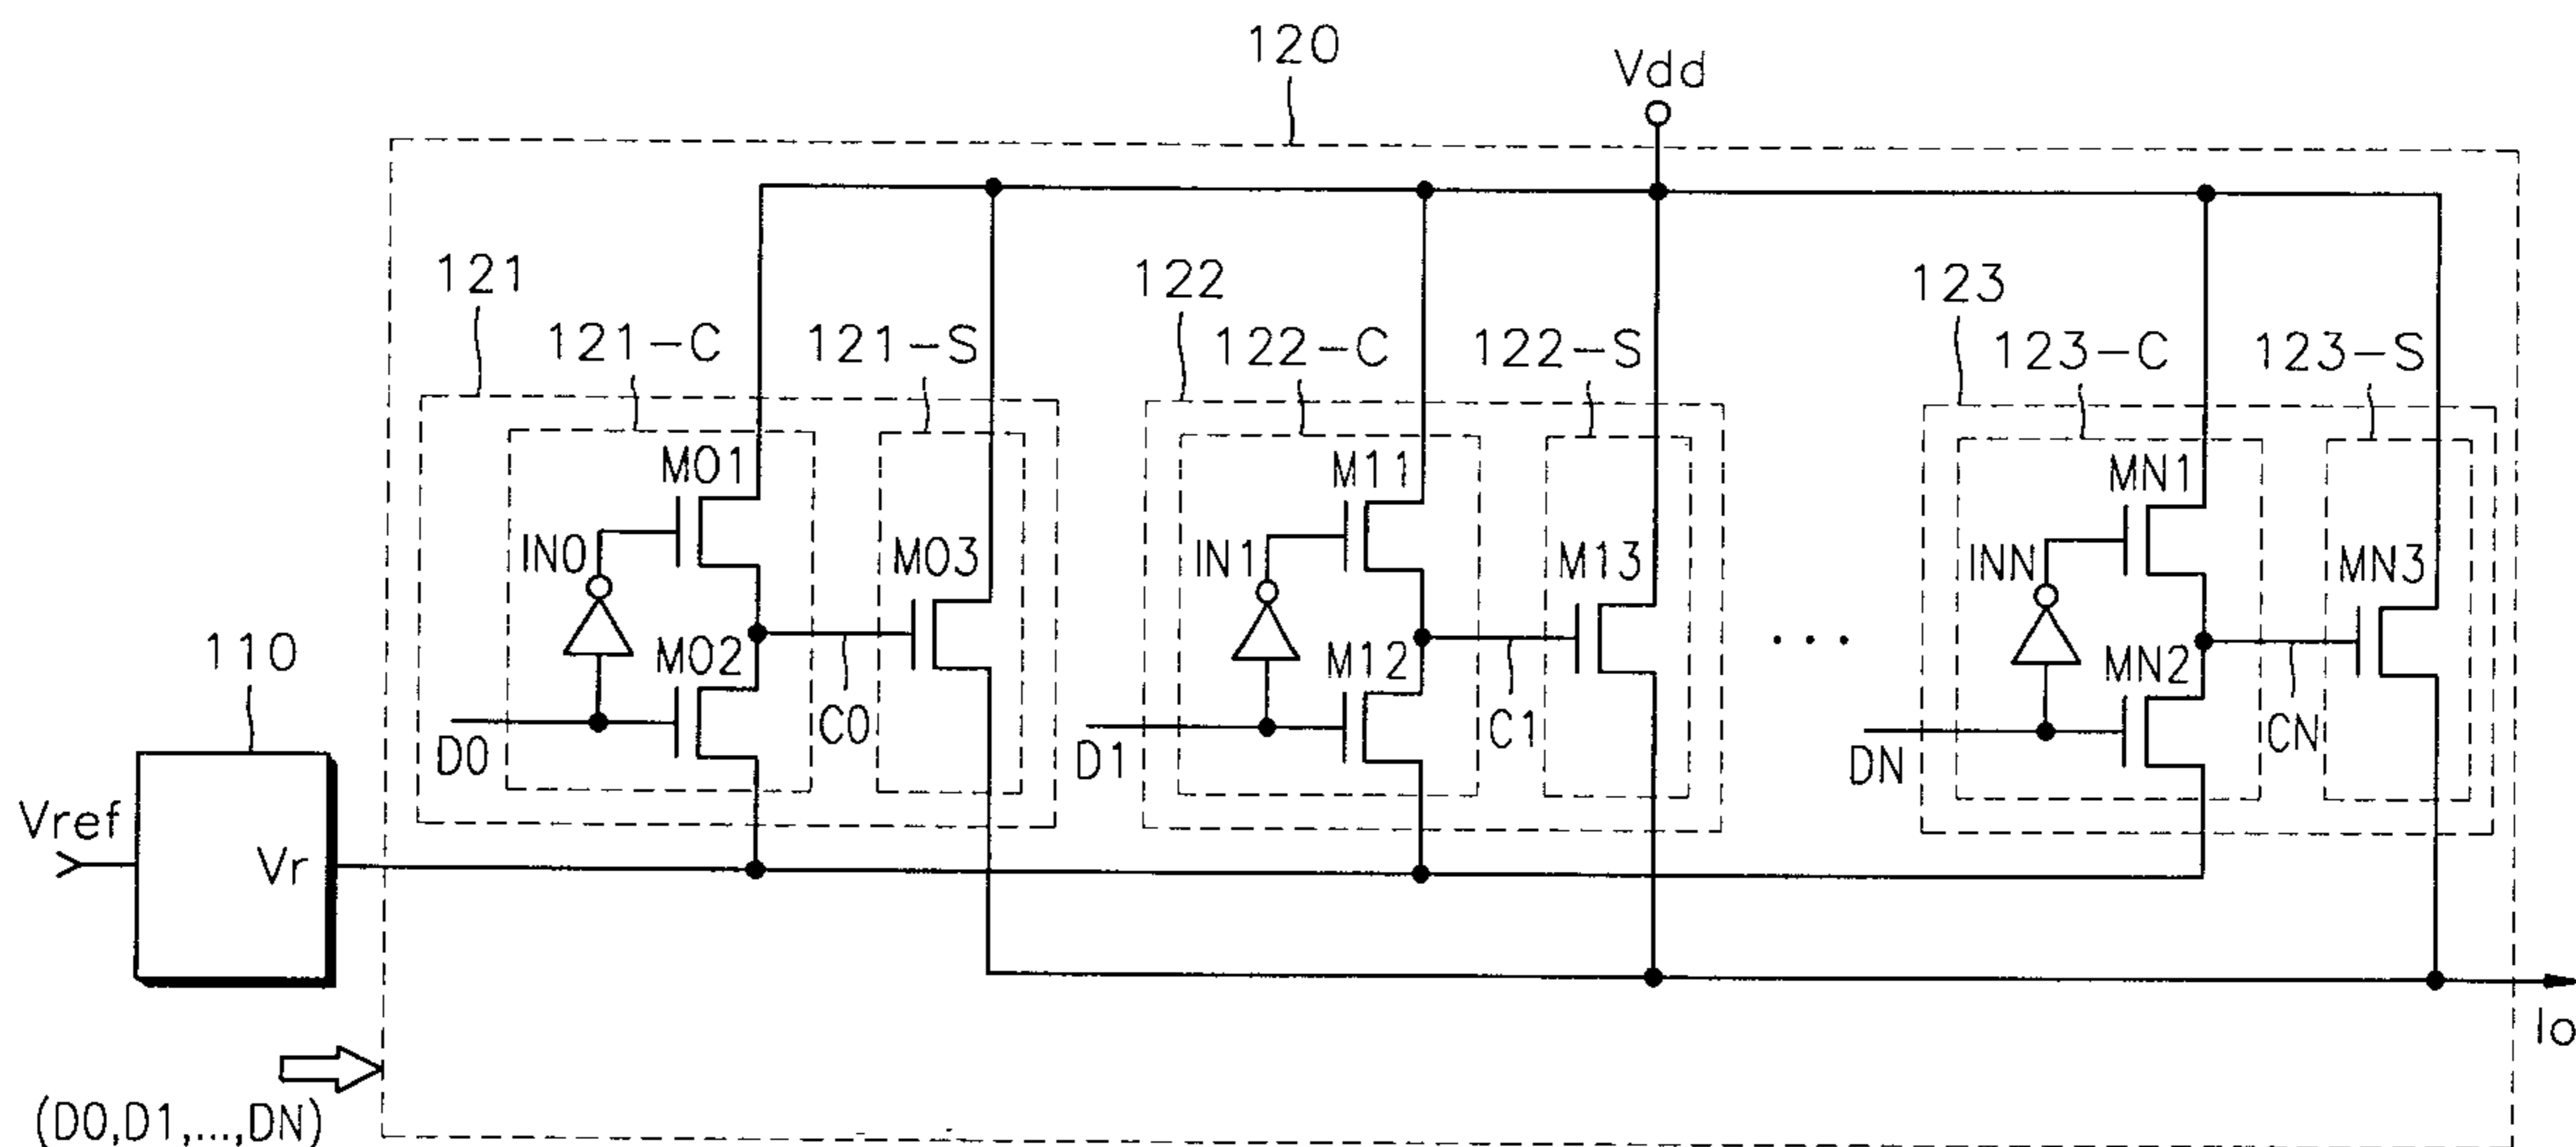 120
Vdd
121
121-C
121-S
122
122-C
122-S
123
123-C
123-S
M01
IN0
M03
M02
C0
D0
M11
IN1
M13
M12
C1
D1
...
MN1
INN
MN3
MN2
CN
DN
110
Vref
Vr
Io
(D0,D1,...,DN)